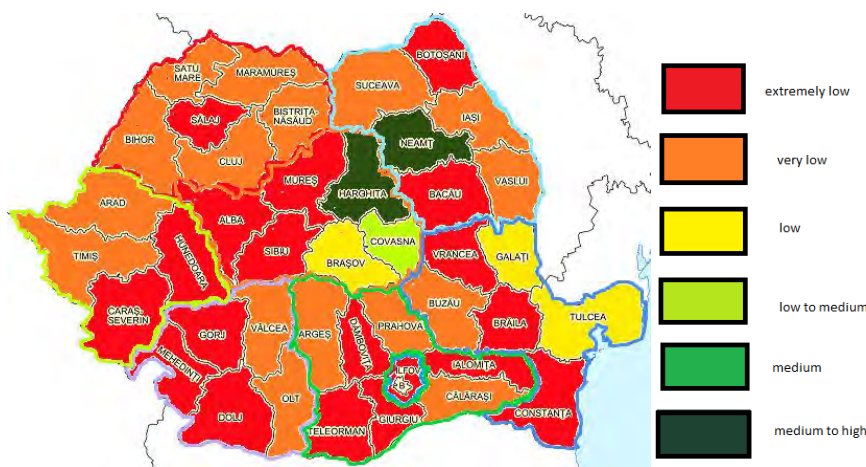 BOTOȘANI
SATU
MARE
MARAMUREȘ
SUCEAVA
SĂLAJ
BISTRIȚA-
NĂSĂUD
IAȘI
BIHOR
CLUJ
NEAMȚ
MUREȘ
HARGHITA
VASLUI
ARAD
ALBA
BACĂU
HUNEDOARA
TIMIȘ
SIBIU
COVASNA
BRAȘOV
VRANCEA
GALAȚI
CARAȘ-
SEVERIN
BUZĂU
GORJ
VÂLCEA
ARGEȘ
PRAHOVA
BRĂILA
TULCEA
DÂMBOVIȚA
MEHEDINȚI
ILFOV
B
IALOMIȚA
OLT
CĂLĂRAȘI
DOLJ
TELEORMAN
GIURGIU
CONSTANȚA
extremely low
very low
low
low to medium
medium
medium to high